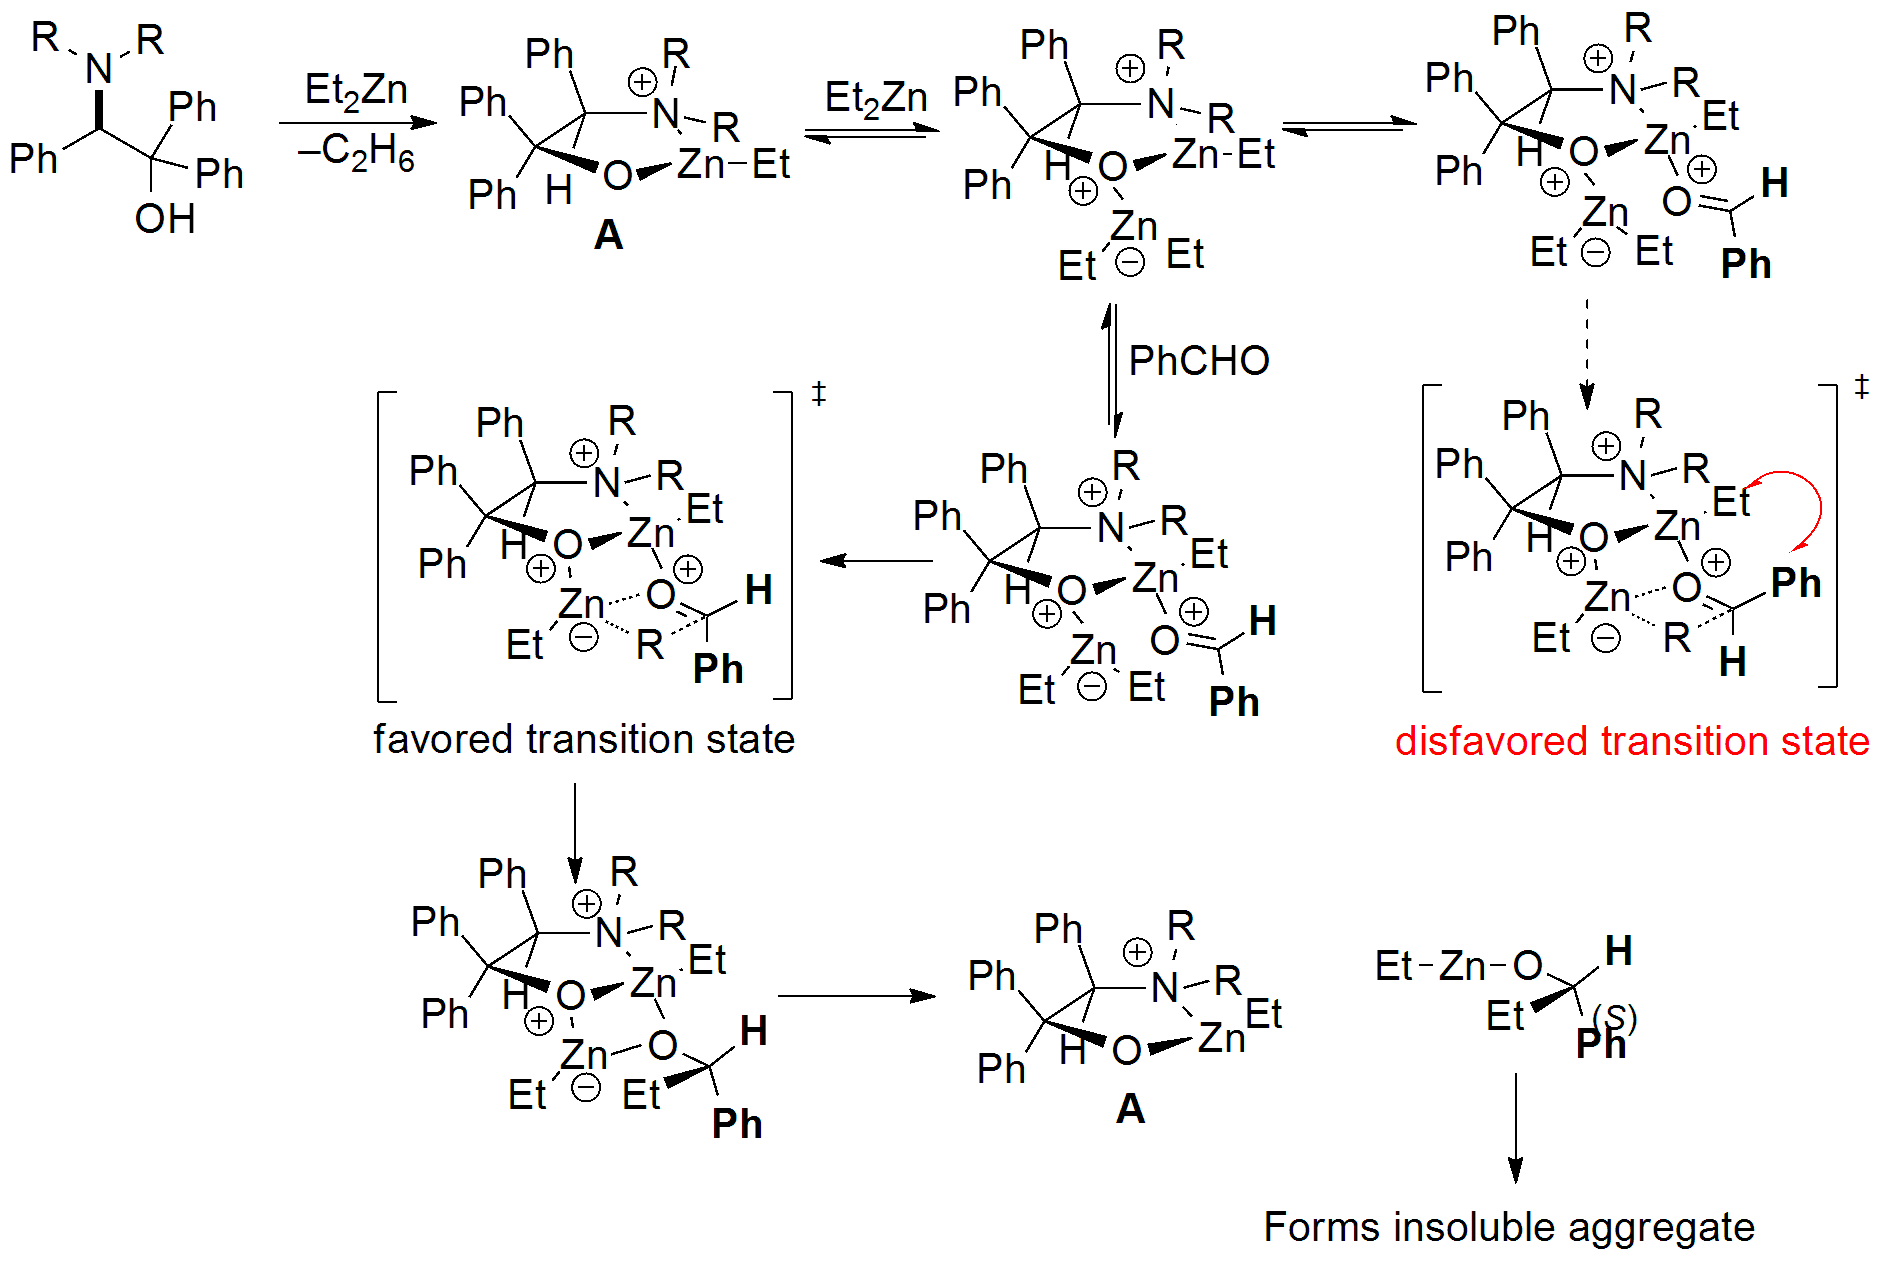 R R
N
Ph
Ph Ph
OH
Et2Zn
–C2H6
Ph
Ph
Ph
⊕
R
N
R
H O Zn Et
A
Et2Zn
Ph
Ph
Ph
⊕
R
N
R
H O Zn Et
⊕
Zn
Et Et
⊖
Ph
Ph
Ph
⊕
R
N R
Et
H O Zn
⊕ ⊕
O H
Zn
Et Et
⊖ Ph
PhCHO
‡
Ph
Ph
Ph
⊕
R
N R
Et
H O Zn
⊕ ⊕
Zn O H
Et R
⊖ Ph
favored transition state
Ph
Ph
Ph
⊕
R
N R
Et
H O Zn
⊕ ⊕
O H
Zn
Et Et
⊖ Ph
‡
Ph
Ph
Ph
⊕
R
N R
Et
H O Zn
⊕ ⊕
Zn O Ph
Et R
⊖ H
disfavored transition state
Ph
Ph
Ph
⊕
R
N R
Et
H O Zn
⊕
Zn O H
Et Et
⊖ Ph
Ph
Ph
Ph
⊕
R
N R
Et
H O Zn
A
Et Zn O H
Et (S)
Ph
Forms insoluble aggregate